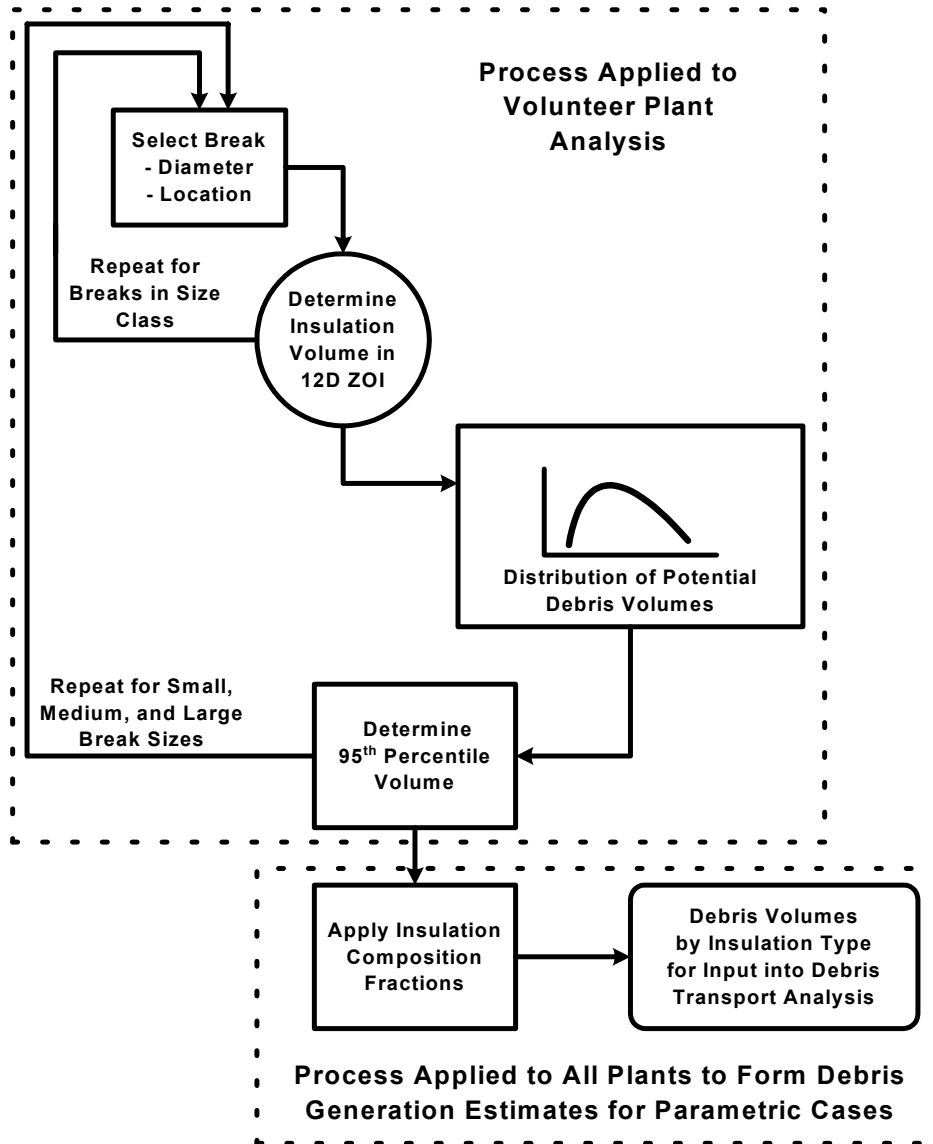 Process Applied to
Volunteer Plant
Analysis
Select Break
- Diameter
- Location
Repeat for
Breaks in Size
Class
Determine
Insulation
Volume in
12D ZOI
Distribution of Potential
Debris Volumes
Repeat for Small,
Medium, and Large
Break Sizes
Determine
95th Percentile
Volume
Apply Insulation
Composition
Fractions
Debris Volumes
by Insulation Type
for Input into Debris
Transport Analysis
Process Applied to All Plants to Form Debris
Generation Estimates for Parametric Cases